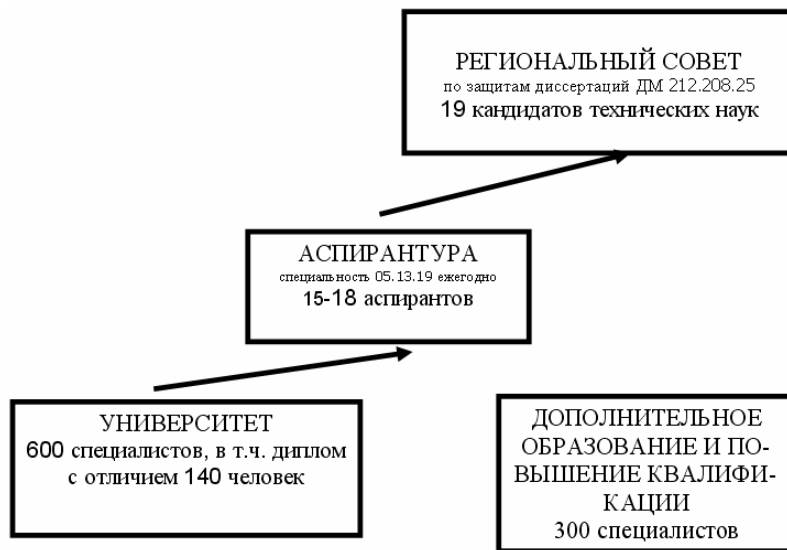 РЕГИОНАЛЬНЫЙ СОВЕТ
по защитам диссертаций ДМ 212.208.25
19 кандидатов технических наук
АСПИРАНТУРА
специальность 05.13.19 ежегодно
15-18 аспирантов
УНИВЕРСИТЕТ
600 специалистов, в т.ч. диплом
с отличием 140 человек
ДОПОЛНИТЕЛЬНОЕ
ОБРАЗОВАНИЕ И ПО-
ВЫШЕНИЕ КВАЛИФИ-
КАЦИИ
300 специалистов